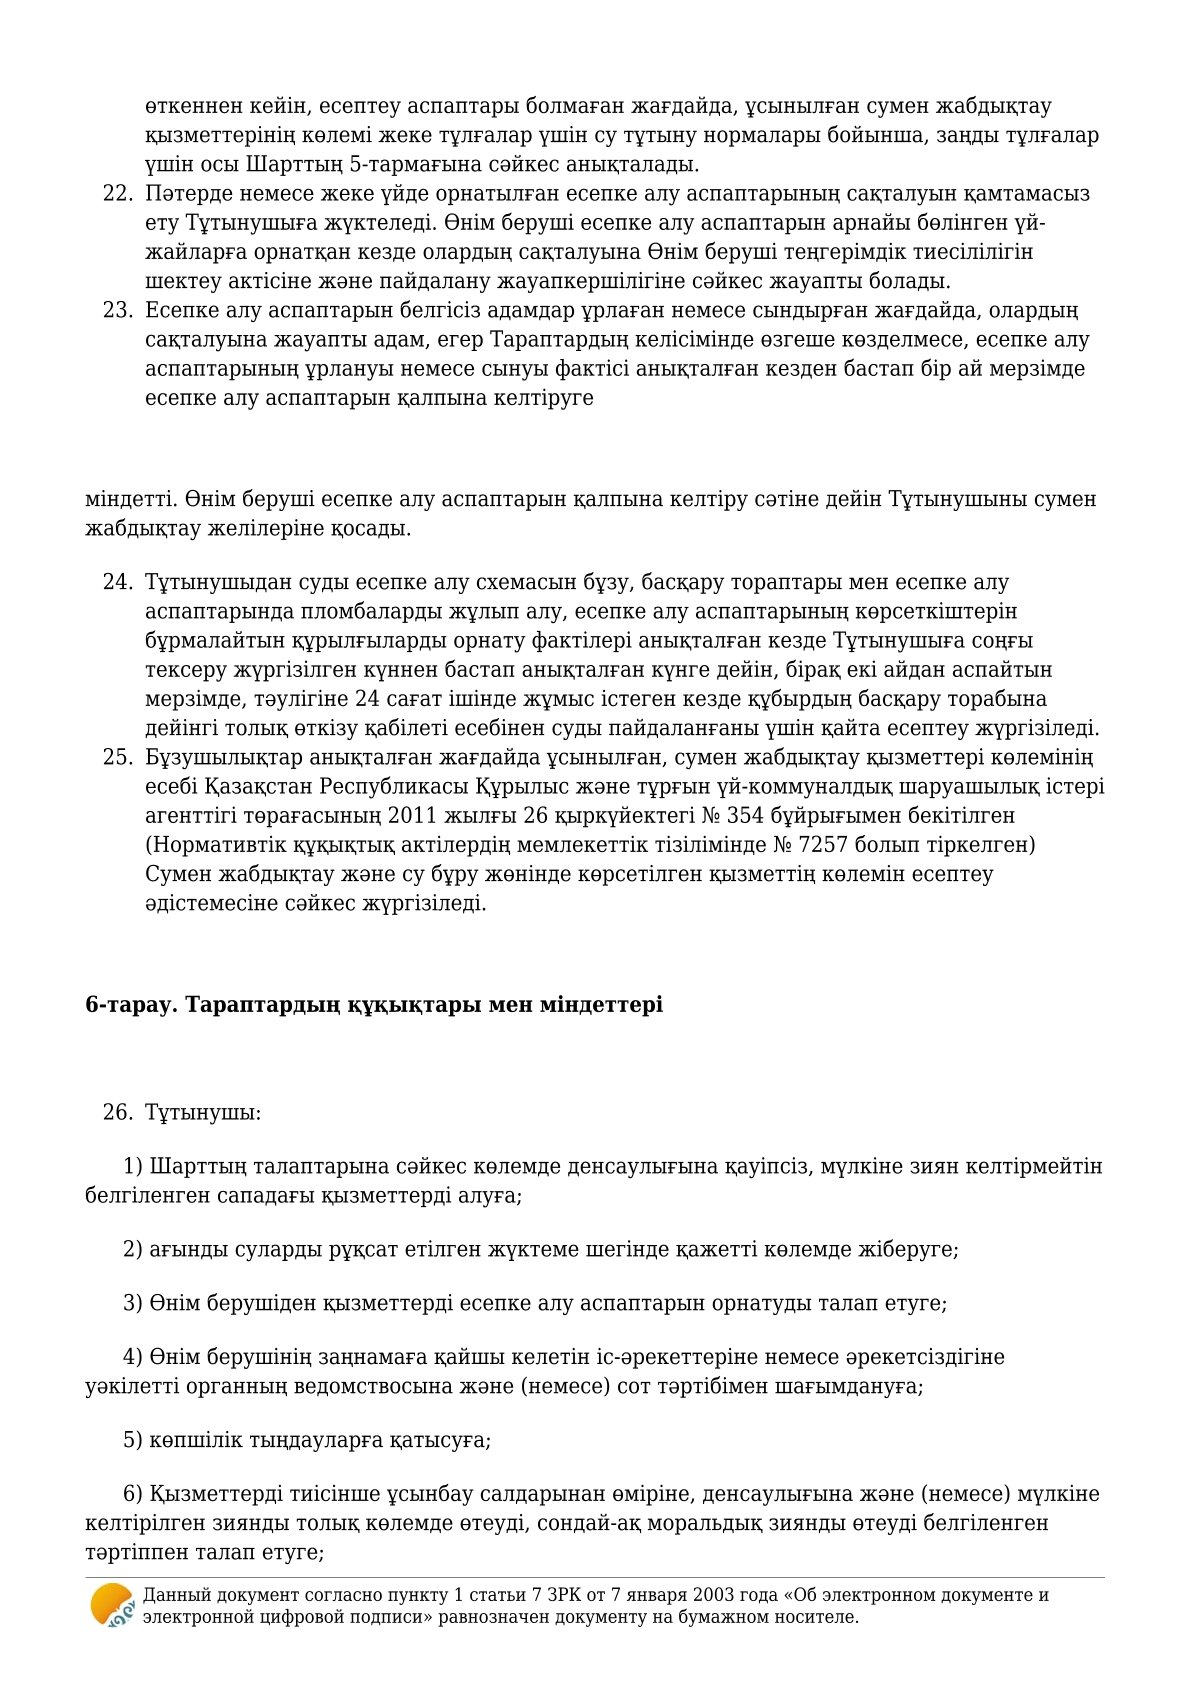 өткеннен кейін, есептеу аспаптары болмаған жағдайда, ұсынылған сумен жабдықтау
қызметтерінің көлемі жеке тұлғалар үшін су тұтыну нормалары бойынша, заңды тұлғалар
үшін осы Шарттың 5-тармағына сәйкес анықталады.
22. Пәтерде немесе жеке үйде орнатылған есепке алу аспаптарының сақталуын қамтамасыз
ету Тұтынушыға жүктеледі. Өнім беруші есепке алу аспаптарын арнайы бөлінген үй-
жайларға орнатқан кезде олардың сақталуына Өнім беруші теңгерімдік тиесілілігін
шектеу актісіне және пайдалану жауапкершілігіне сәйкес жауапты болады.
23. Есепке алу аспаптарын белгісіз адамдар ұрлаған немесе сындырған жағдайда, олардың
сақталуына жауапты адам, егер Тараптардың келісімінде өзгеше көзделмесе, есепке алу
аспаптарының ұрлануы немесе сынуы фактісі анықталған кезден бастап бір ай мерзімде
есепке алу аспаптарын қалпына келтіруге
міндетті. Өнім беруші есепке алу аспаптарын қалпына келтіру сәтіне дейін Тұтынушыны сумен
жабдықтау желілеріне қосады.
24. Тұтынушыдан суды есепке алу схемасын бұзу, басқару тораптары мен есепке алу
аспаптарында пломбаларды жұлып алу, есепке алу аспаптарының көрсеткіштерін
бұрмалайтын құрылғыларды орнату фактілері анықталған кезде Тұтынушыға соңғы
тексеру жүргізілген күннен бастап анықталған күнге дейін, бірақ екі айдан аспайтын
мерзімде, тәулігіне 24 сағат ішінде жұмыс істеген кезде құбырдың басқару торабына
дейінгі толық өткізу қабілеті есебінен суды пайдаланғаны үшін қайта есептеу жүргізіледі.
25. Бұзушылықтар анықталған жағдайда ұсынылған, сумен жабдықтау қызметтері көлемінің
есебі Қазақстан Республикасы Құрылыс және тұрғын үй-коммуналдық шаруашылық істері
агенттігі төрағасының 2011 жылғы 26 қыркүйектегі № 354 бұйрығымен бекітілген
(Нормативтік құқықтық актілердің мемлекеттік тізілімінде № 7257 болып тіркелген)
Сумен жабдықтау және су бұру жөнінде көрсетілген қызметтің көлемін есептеу
әдістемесіне сәйкес жүргізіледі.
6-тарау. Тараптардың құқықтары мен міндеттері
26. Тұтынушы:
1) Шарттың талаптарына сәйкес көлемде денсаулығына қауіпсіз, мүлкіне зиян келтірмейтін
белгіленген сападағы қызметтерді алуға;
2) ағынды суларды рұқсат етілген жүктеме шегінде қажетті көлемде жіберуге;
3) Өнім берушіден қызметтерді есепке алу аспаптарын орнатуды талап етуге;
4) Өнім берушінің заңнамаға қайшы келетін іс-әрекеттеріне немесе әрекетсіздігіне
уәкілетті органның ведомствосына және (немесе) сот тәртібімен шағымдануға;
5) көпшілік тыңдауларға қатысуға;
6) Қызметтерді тиісінше ұсынбау салдарынан өміріне, денсаулығына және (немесе) мүлкіне
келтірілген зиянды толық көлемде өтеуді, сондай-ақ моральдық зиянды өтеуді белгіленген
тәртіппен талап етуге;
Данный документ согласно пункту 1 статьи 7 ЗРК от 7 января 2003 года «Об электронном документе и
электронной цифровой подписи» равнозначен документу на бумажном носителе.